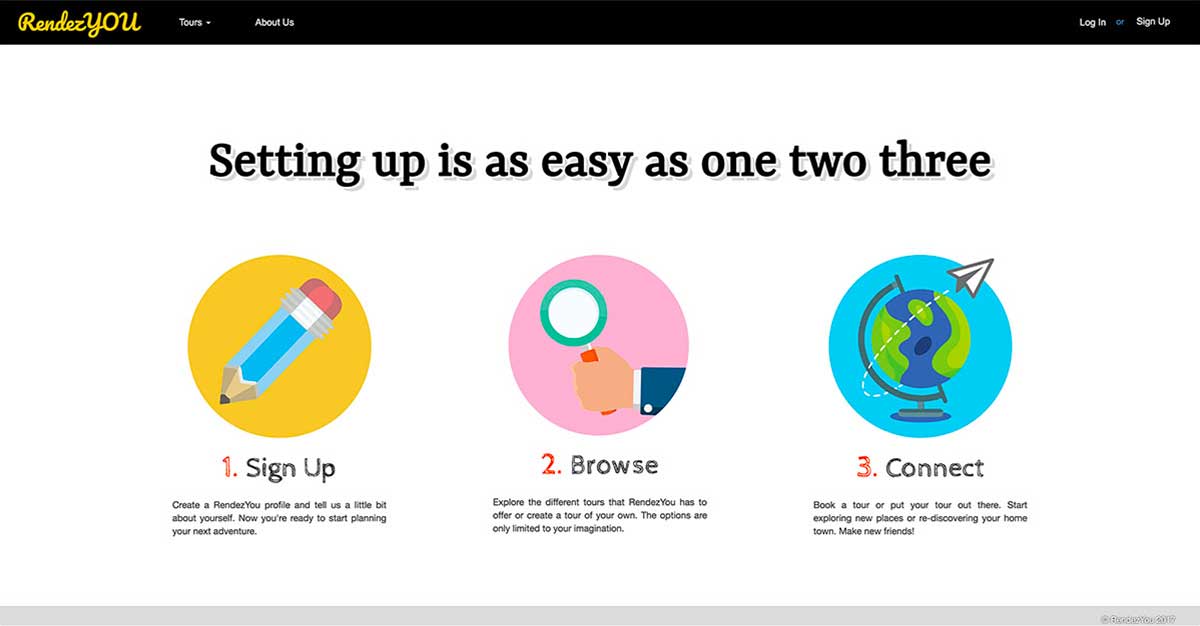 RendezYOU Tours About Us Log In or Sign Up
Setting up is as easy as one two three
1. Sign Up
Create a RendezYou profile and tell us a little bit
about yourself. Now you're ready to start planning
your next adventure.
2. Browse
Explore the different tours that RendezYou has to
offer or create a tour of your own. The options are
only limited to your imagination.
3. Connect
Book a tour or put your tour out there. Start
exploring new places or re-discovering your home
town. Make new friends!
© RendezYou 2017